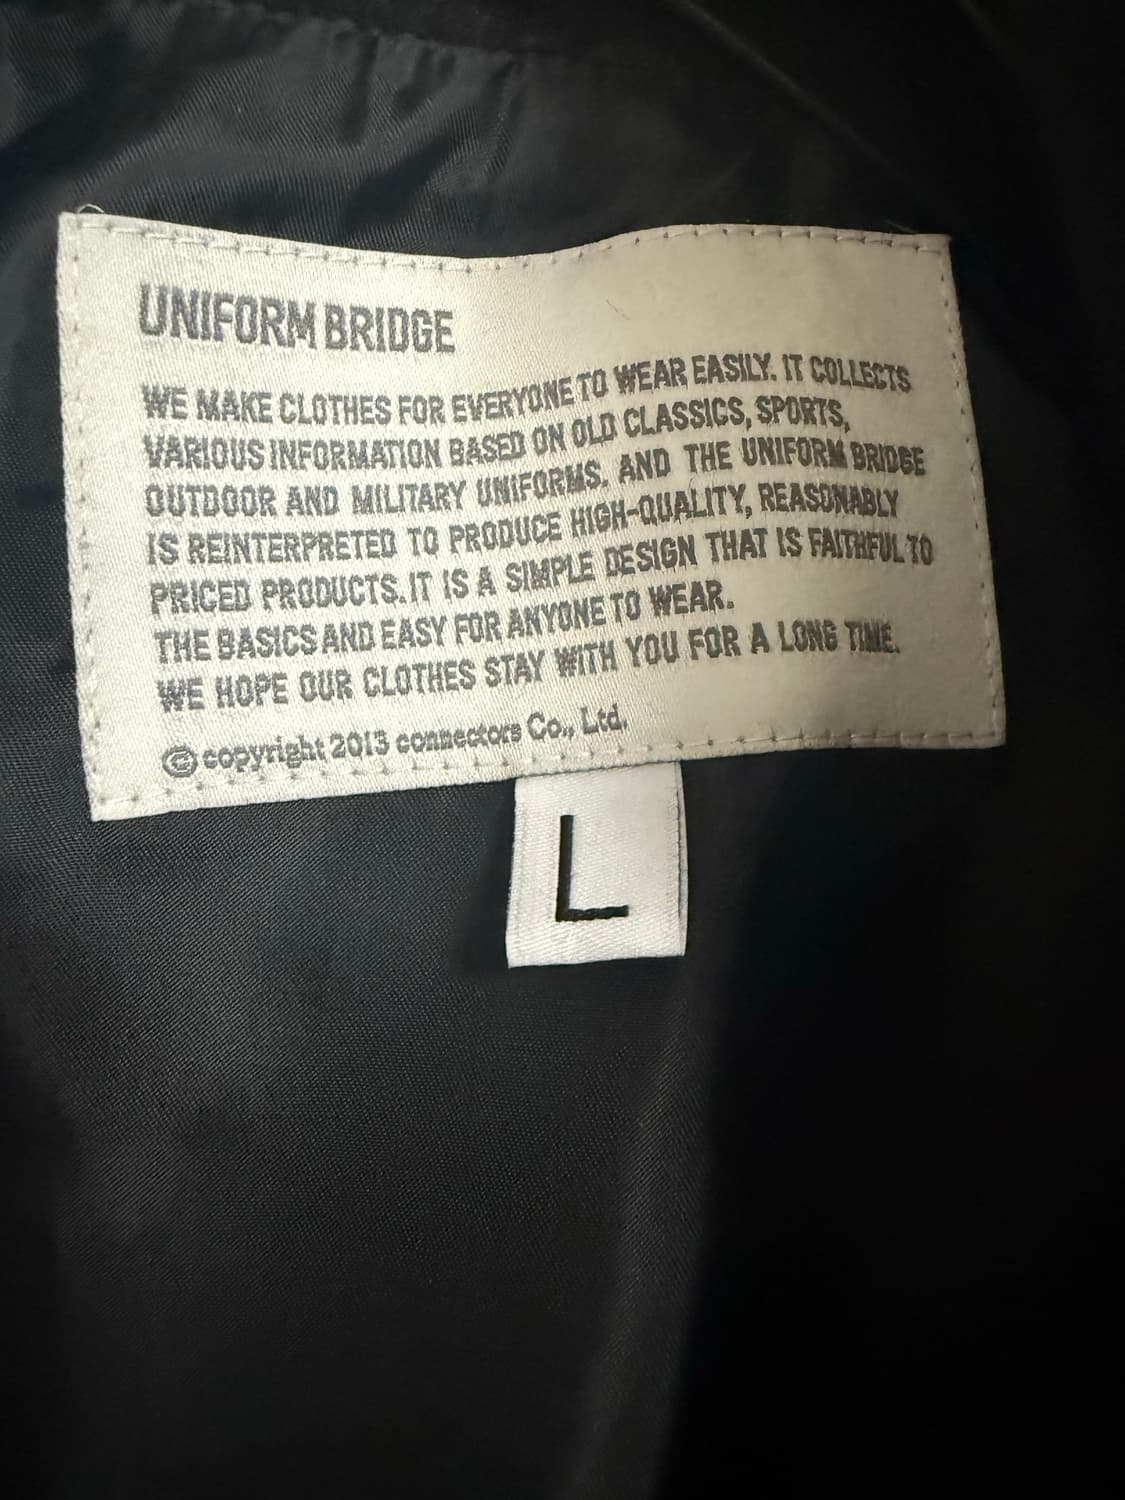 UNIFORM BRIDGE
WE MAKE CLOTHES FOR EVERYONE TO WEAR EASILY. IT COLLECTS
VARIOUS INFORMATION BASED ON OLD CLASSICS, SPORTS,
OUTDOOR AND MILITARY UNIFORMS. AND THE UNIFORM BRIDGE
IS REINTERPRETED TO PRODUCE HIGH-QUALITY, REASONABLY
PRICED PRODUCTS. IT IS A SIMPLE DESIGN THAT IS FAITHFUL TO
THE BASICS AND EASY FOR ANYONE TO WEAR.
WE HOPE OUR CLOTHES STAY WITH YOU FOR A LONG TIME.
© copyright 2013 connectors Co., Ltd.
L